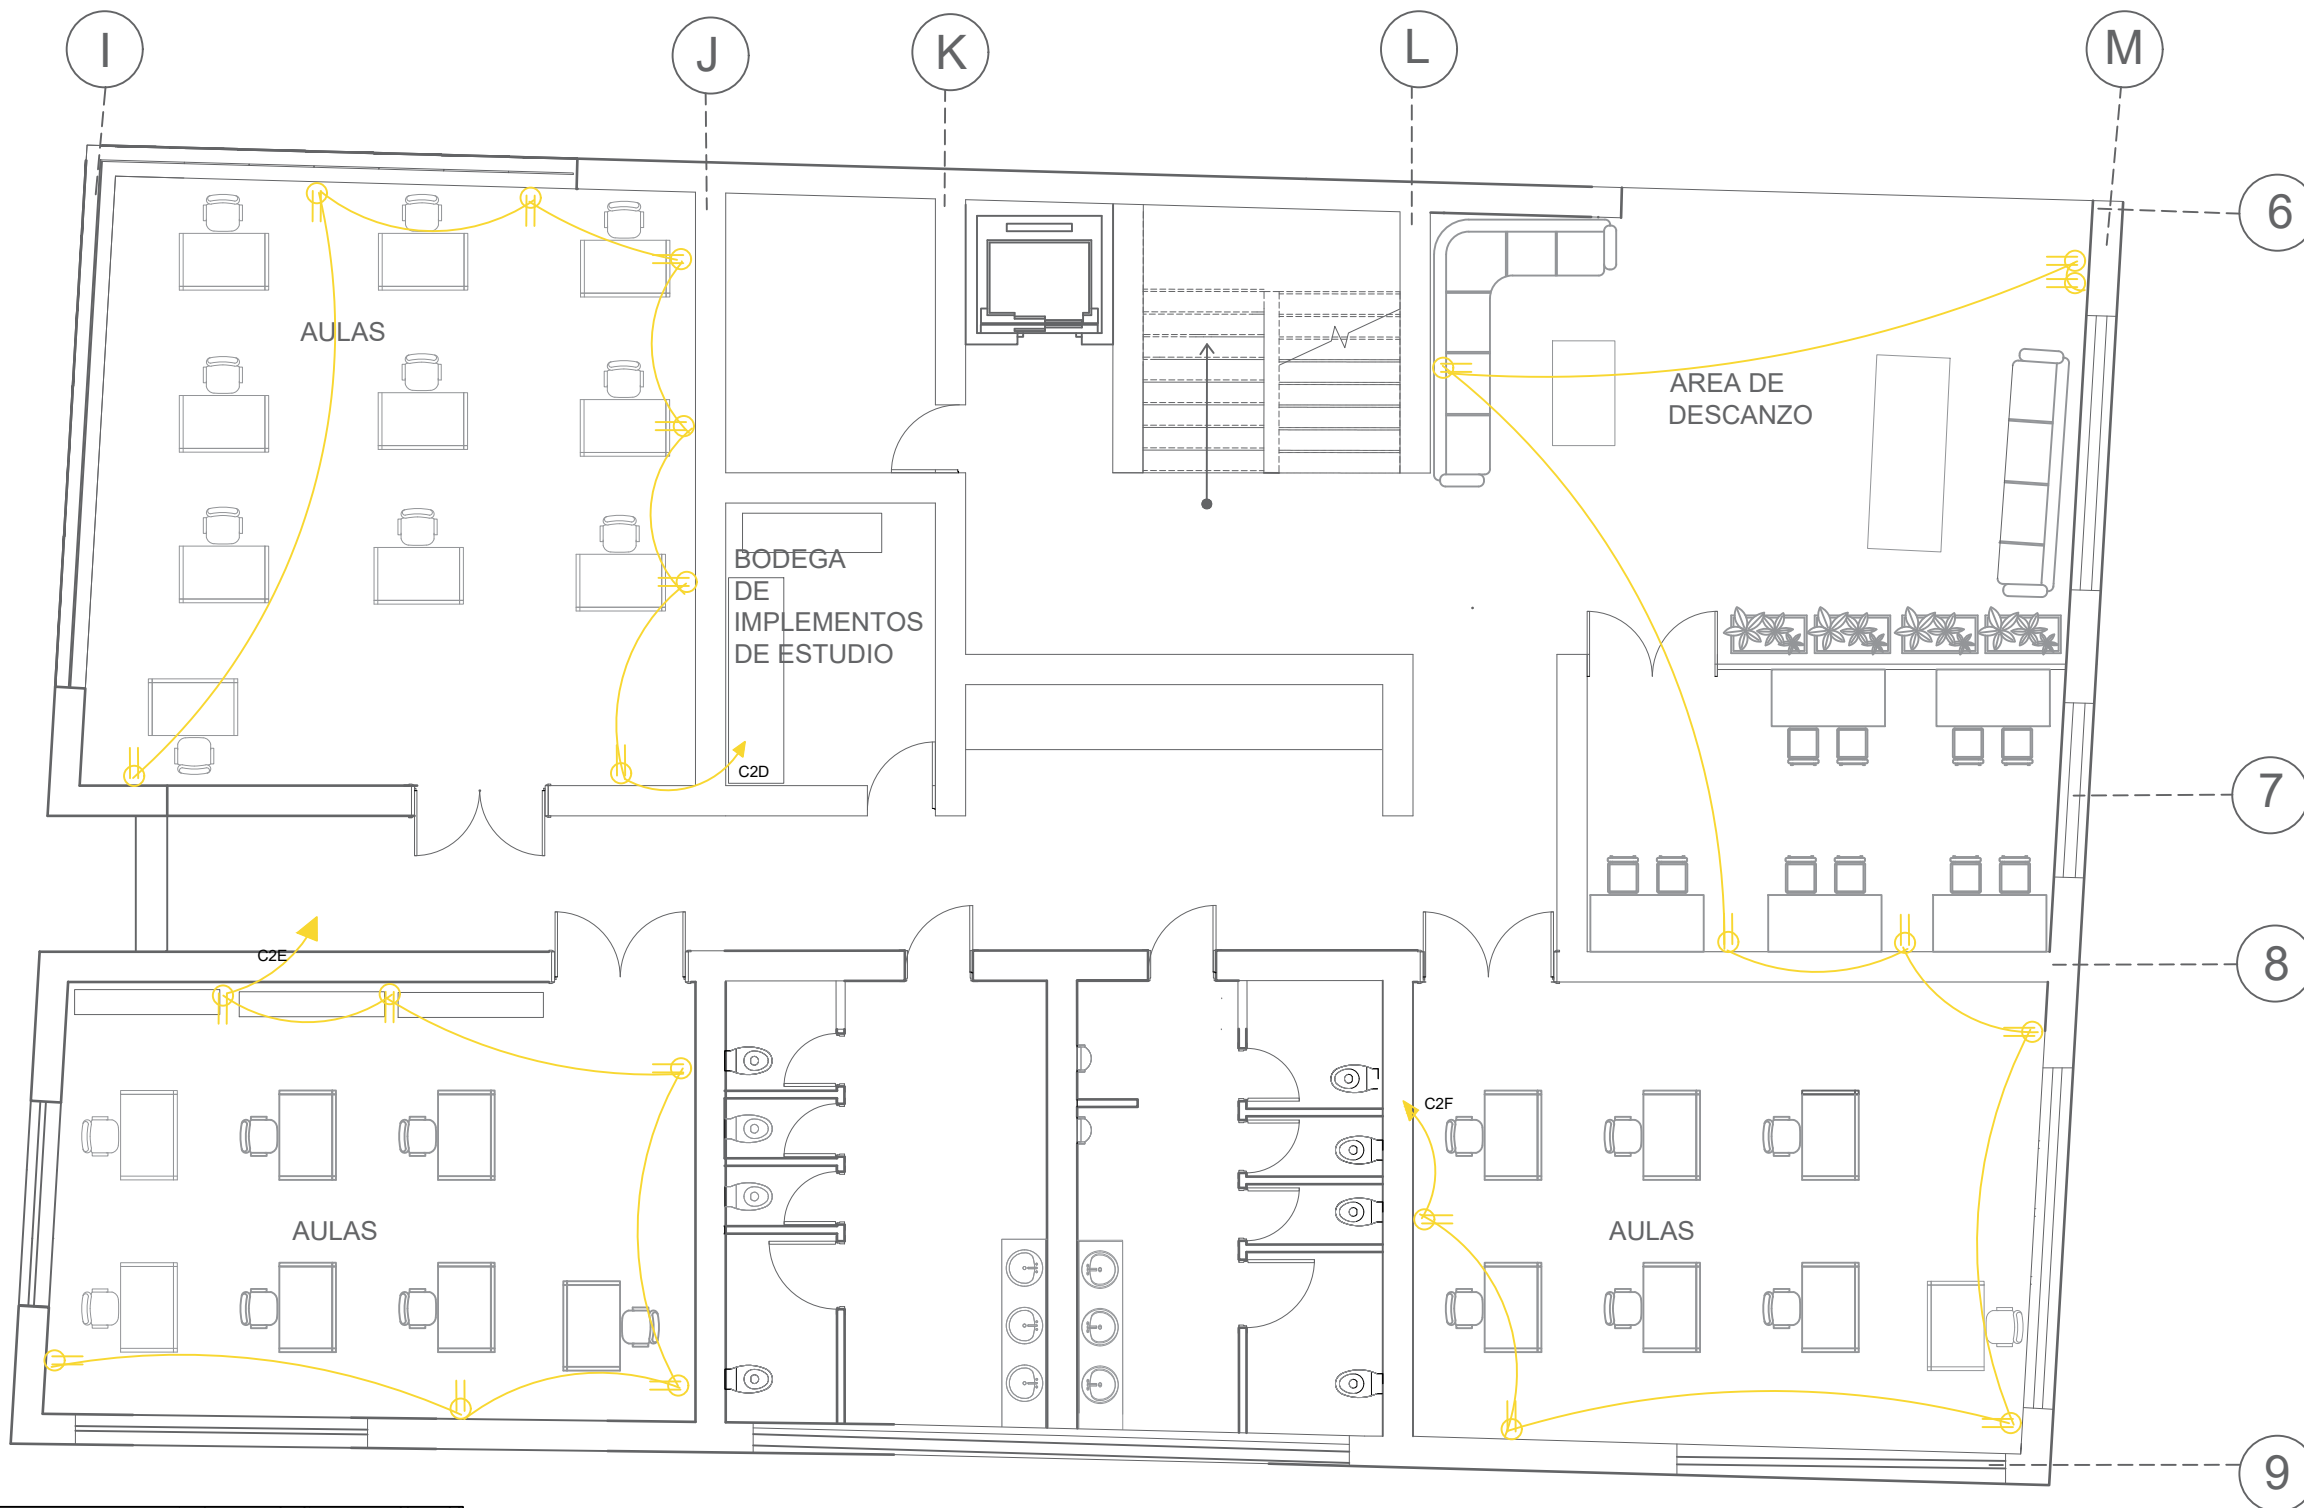 I
J
K
L
M
6
AULAS
AREA DE
DESCANZO
BODEGA
DE
IMPLEMENTOS
DE ESTUDIO
C2D
7
C2E
8
C2F
AULAS
AULAS
9